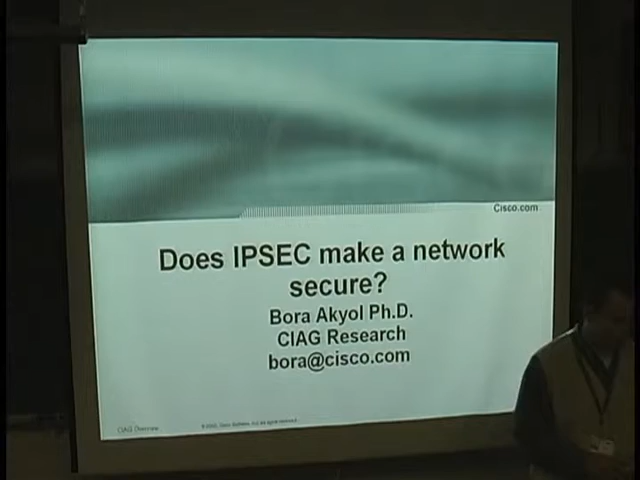 Cisco.com
Does IPSEC make a network
secure?
Bora Akyol Ph.D.
CIAG Research
bora@cisco.com
CIAG Overview